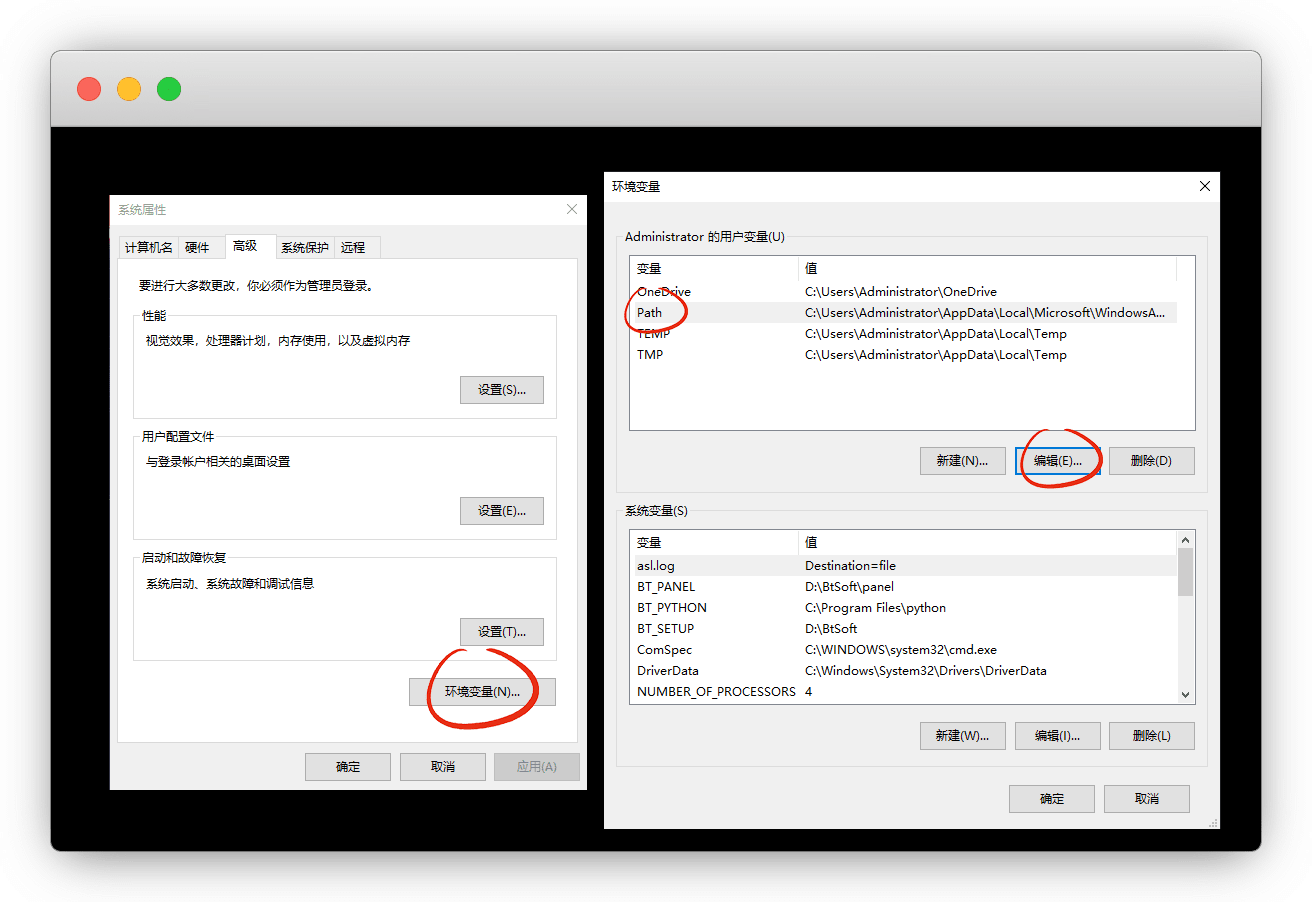 系统属性
计算机名 硬件 高级 系统保护 远程
要进行大多数更改，你必须作为管理员登录。
性能
视觉效果，处理器计划，内存使用，以及虚拟内存
设置(S)...
用户配置文件
与登录帐户相关的桌面设置
设置(E)...
启动和故障恢复
系统启动、系统故障和调试信息
设置(T)...
环境变量(N)...
确定 取消 应用(A)
环境变量
Administrator 的用户变量(U)
变量 值
OneDrive C:\Users\Administrator\OneDrive
Path C:\Users\Administrator\AppData\Local\Microsoft\WindowsA...
TEMP C:\Users\Administrator\AppData\Local\Temp
TMP C:\Users\Administrator\AppData\Local\Temp
新建(N)... 编辑(E)... 删除(D)
系统变量(S)
变量 值
asl.log Destination=file
BT_PANEL D:\BtSoft\panel
BT_PYTHON C:\Program Files\python
BT_SETUP D:\BtSoft
ComSpec C:\WINDOWS\system32\cmd.exe
DriverData C:\Windows\System32\Drivers\DriverData
NUMBER_OF_PROCESSORS 4
新建(W)... 编辑(I)... 删除(L)
确定 取消